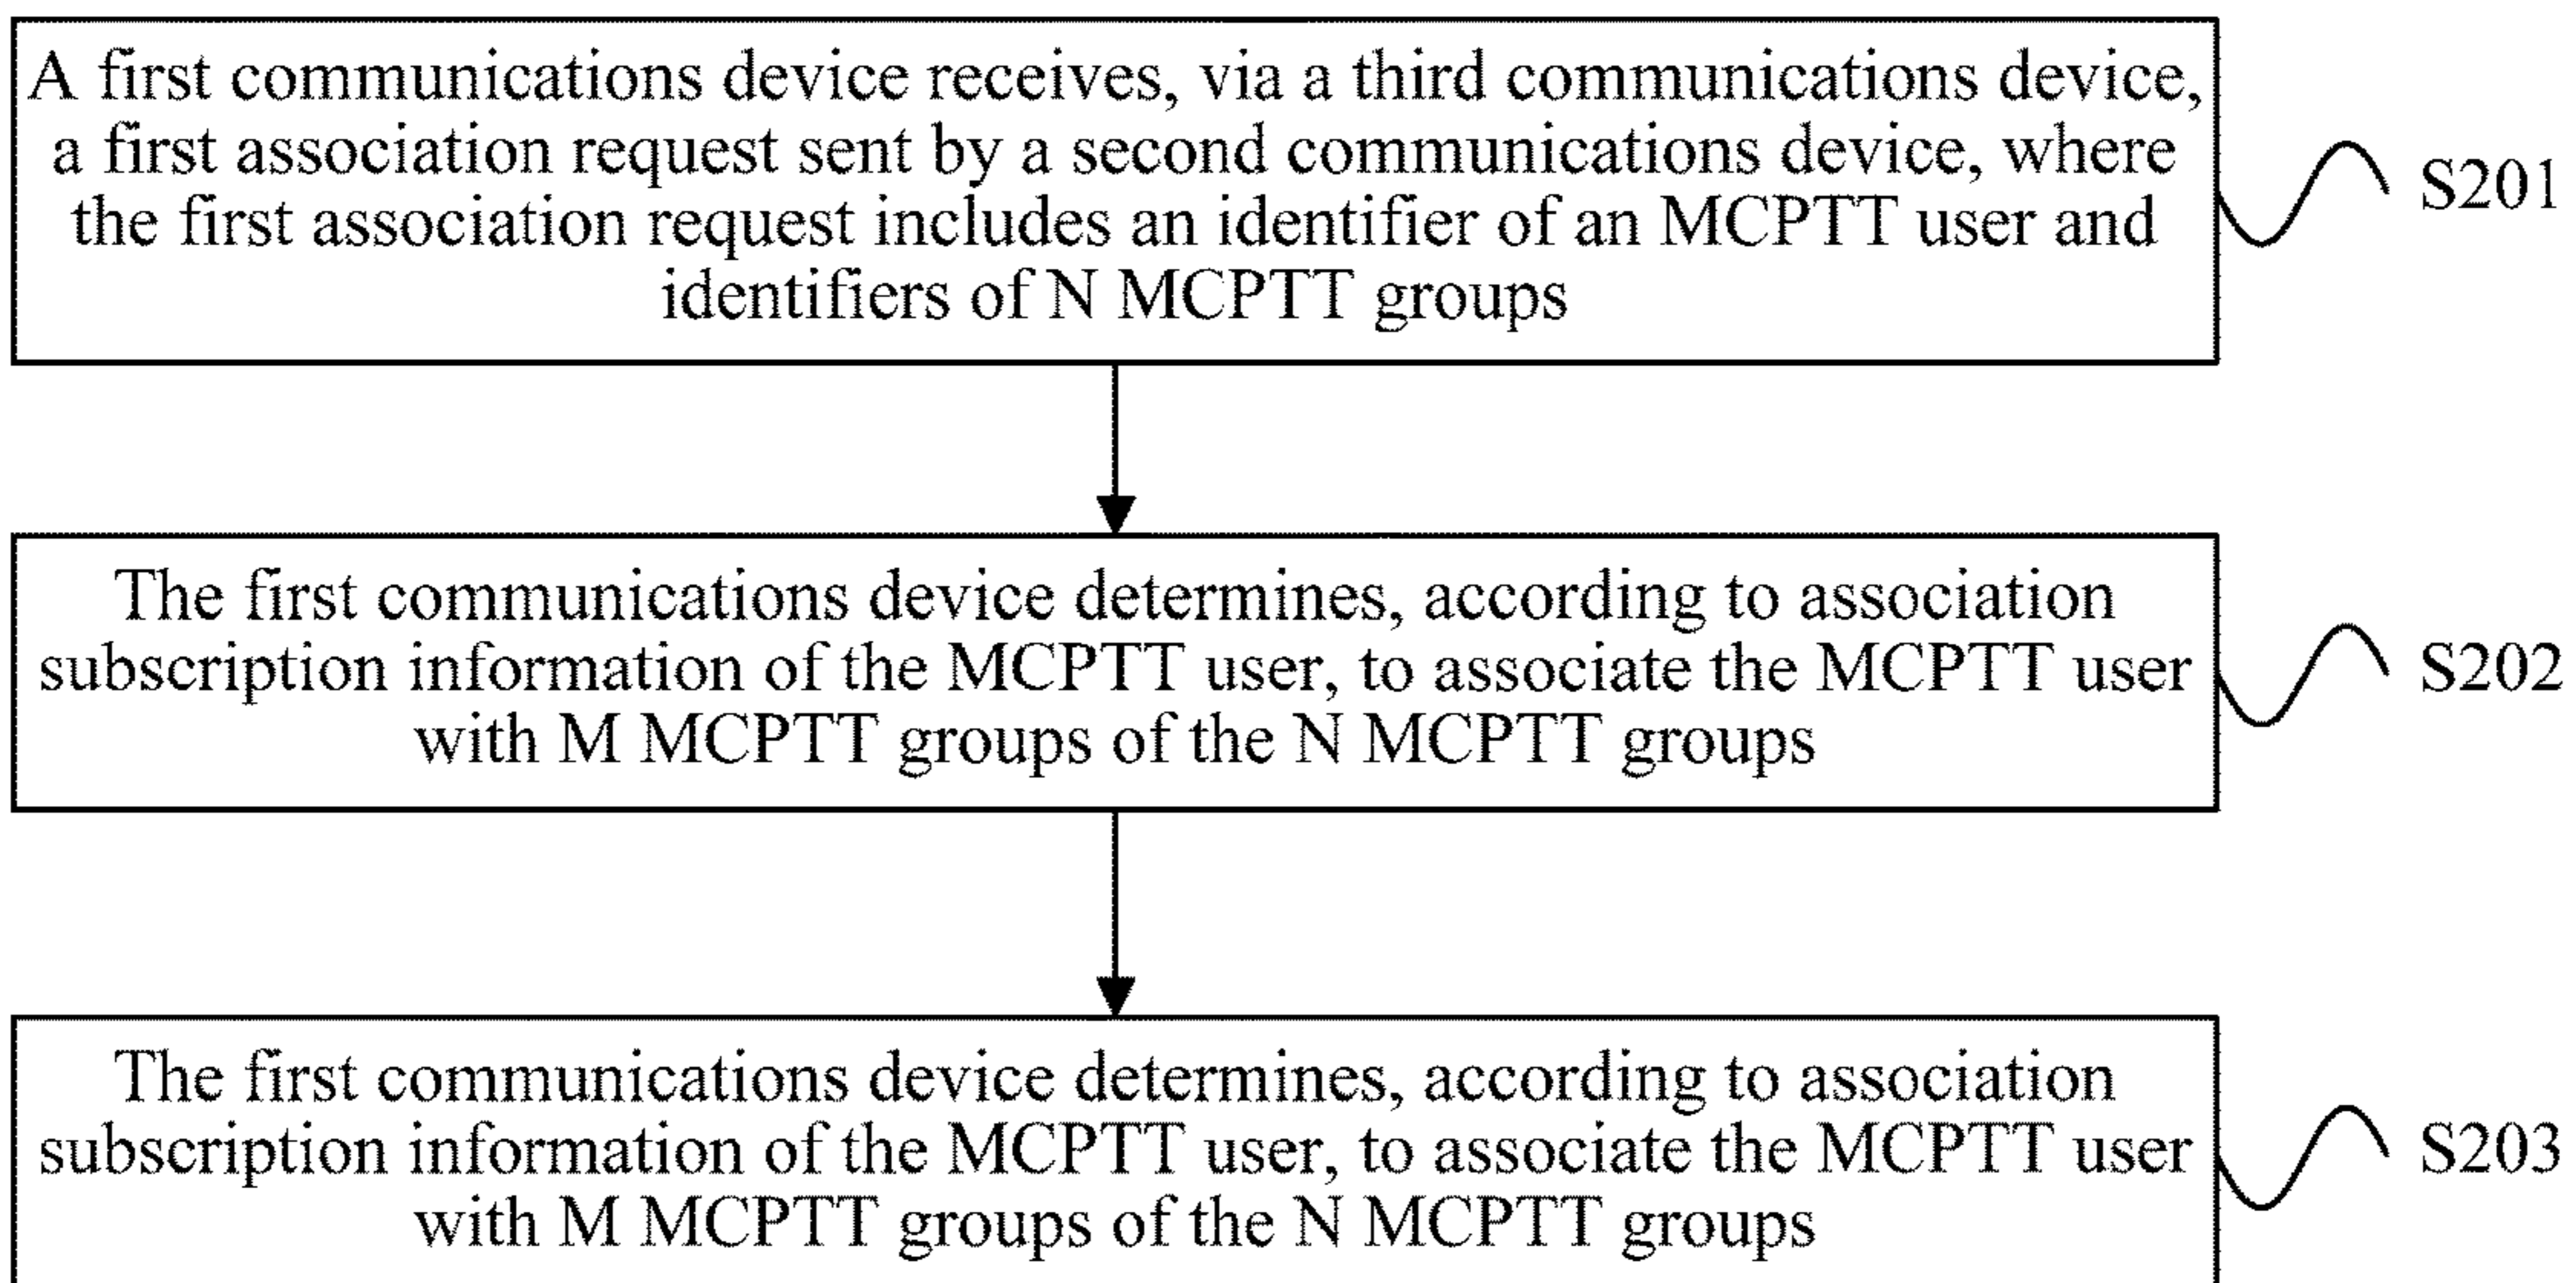 A first communications device receives, via a third communications device,
a first association request sent by a second communications device, where
the first association request includes an identifier of an MCPTT user and
identifiers of N MCPTT groups
S201
The first communications device determines, according to association
subscription information of the MCPTT user, to associate the MCPTT user
with M MCPTT groups of the N MCPTT groups
S202
The first communications device determines, according to association
subscription information of the MCPTT user, to associate the MCPTT user
with M MCPTT groups of the N MCPTT groups
S203